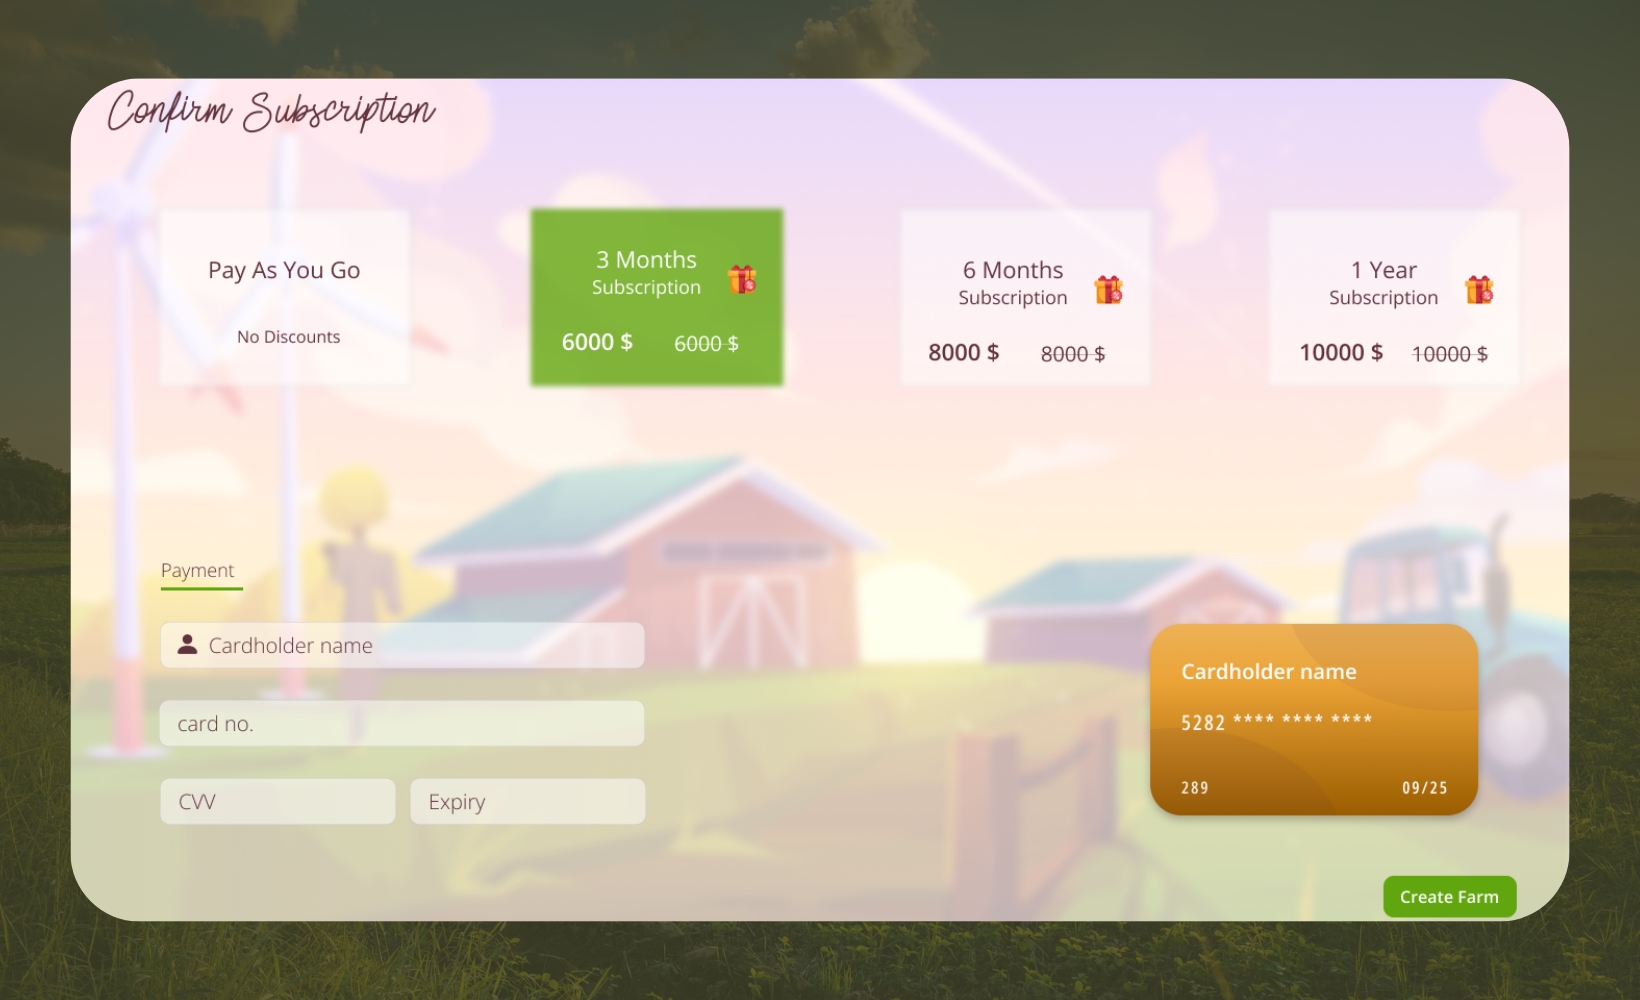 Confirm Subscription
Pay As You Go
No Discounts
3 Months
Subscription
6000 $ 6000 $
6 Months
Subscription
8000 $ 8000 $
1 Year
Subscription
10000 $ 10000 $
Payment
Cardholder name
card no.
CVV
Expiry
Cardholder name
5282 **** **** ****
289 09/25
Create Farm